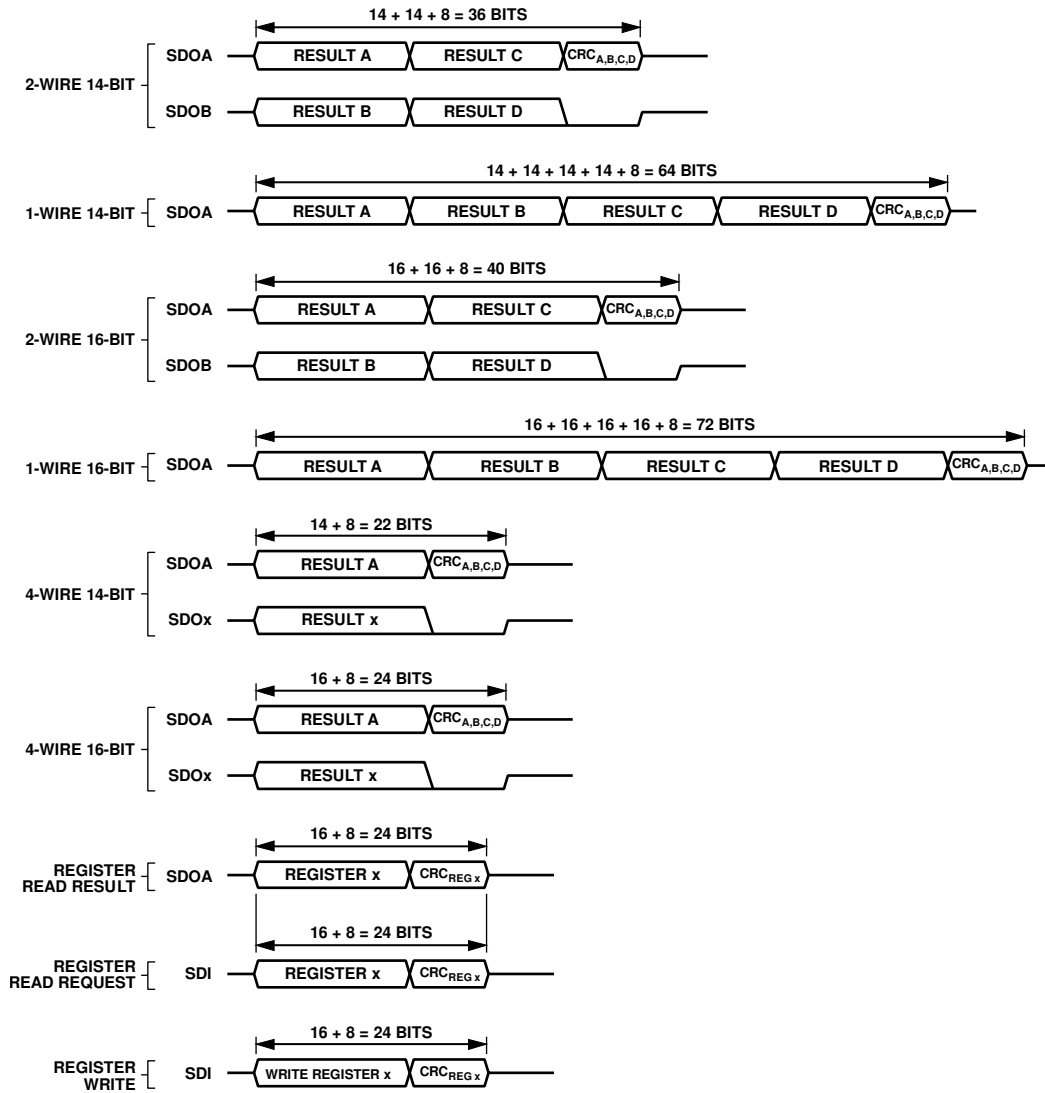 14 + 14 + 8 = 36 BITS
SDOA RESULT A RESULT C CRCA,B,C,D
2-WIRE 14-BIT
SDOB RESULT B RESULT D
14 + 14 + 14 + 14 + 8 = 64 BITS
1-WIRE 14-BIT SDOA RESULT A RESULT B RESULT C RESULT D CRCA,B,C,D
16 + 16 + 8 = 40 BITS
SDOA RESULT A RESULT C CRCA,B,C,D
2-WIRE 16-BIT
SDOB RESULT B RESULT D
16 + 16 + 16 + 16 + 8 = 72 BITS
1-WIRE 16-BIT SDOA RESULT A RESULT B RESULT C RESULT D CRCA,B,C,D
14 + 8 = 22 BITS
SDOA RESULT A CRCA,B,C,D
4-WIRE 14-BIT
SDOx RESULT x
16 + 8 = 24 BITS
SDOA RESULT A CRCA,B,C,D
4-WIRE 16-BIT
SDOx RESULT x
16 + 8 = 24 BITS
REGISTER
READ RESULT SDOA REGISTER x CRCREG x
16 + 8 = 24 BITS
REGISTER
READ REQUEST SDI REGISTER x CRCREG x
16 + 8 = 24 BITS
REGISTER
WRITE SDI WRITE REGISTER x CRCREG x